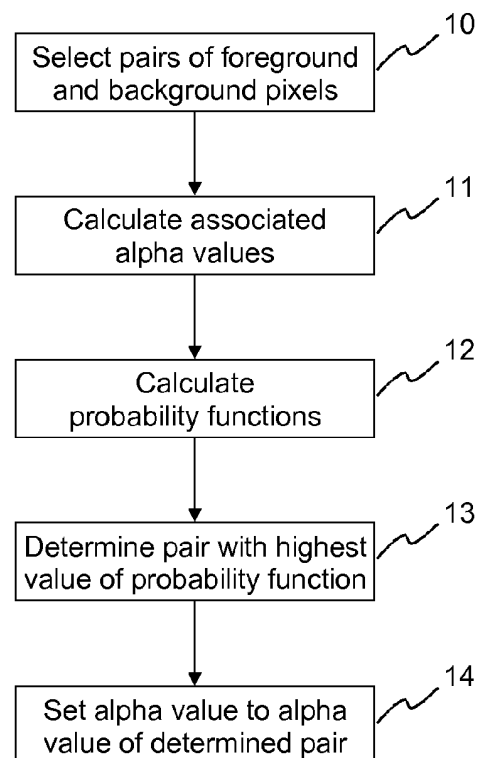 10
Select pairs of foreground
and background pixels
11
Calculate associated
alpha values
12
Calculate
probability functions
13
Determine pair with highest
value of probability function
14
Set alpha value to alpha
value of determined pair